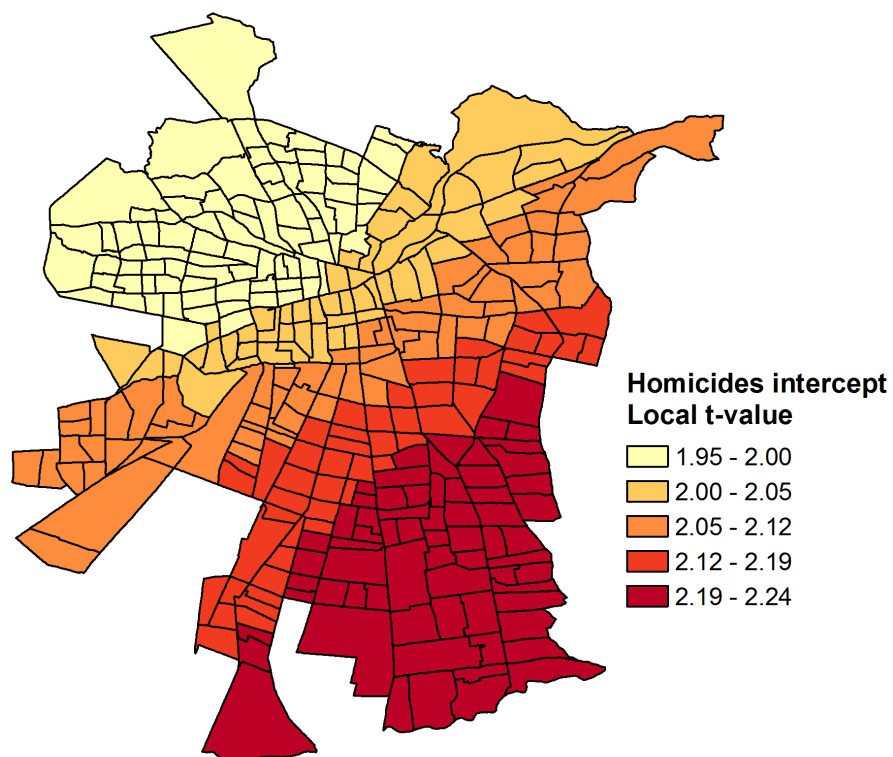 Homicides intercept
Local t-value
1.95 - 2.00
2.00 - 2.05
2.05 - 2.12
2.12 - 2.19
2.19 - 2.24